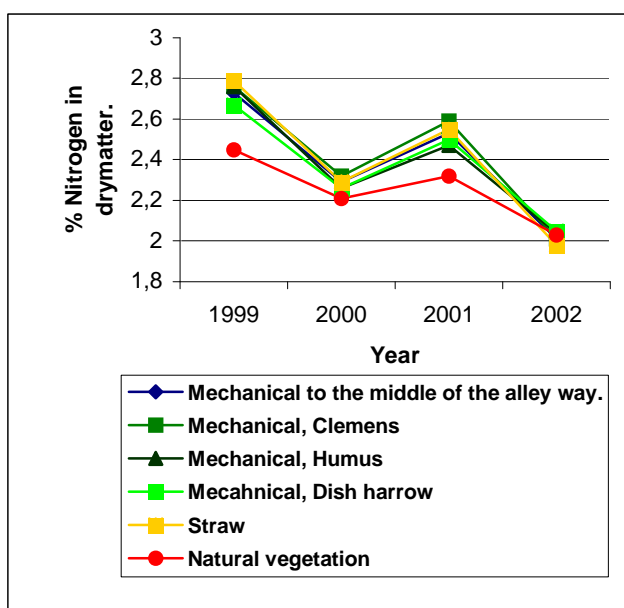 3
2,8
2,6
2,4
2,2
2
1,8
% Nitrogen in
drymatter.
1999 2000 2001 2002
Year
Mechanical to the middle of the alley way.
Mechanical, Clemens
Mechanical, Humus
Mecahnical, Dish harrow
Straw
Natural vegetation